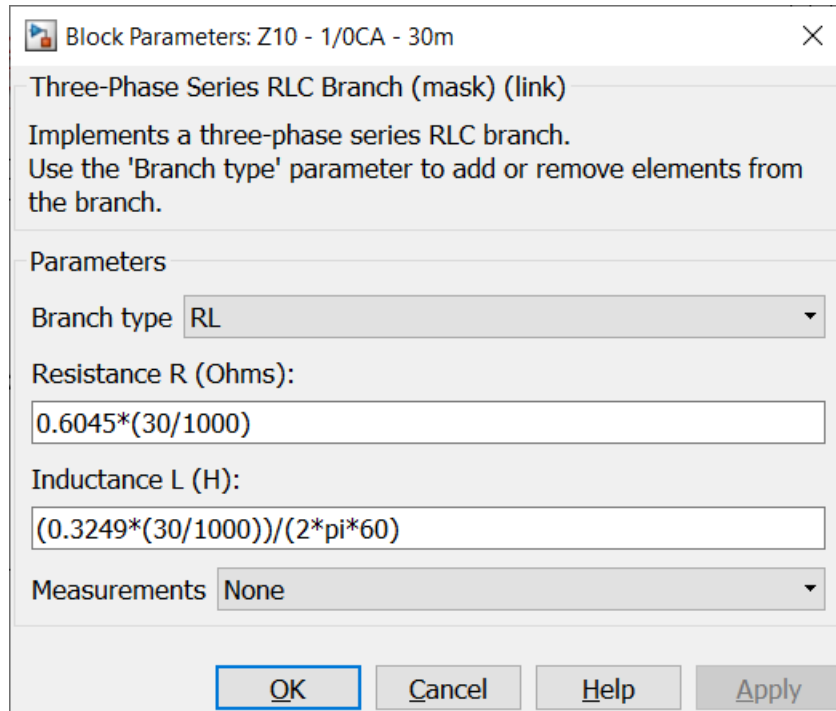 Block Parameters: Z10 - 1/0CA - 30m
Three-Phase Series RLC Branch (mask) (link)
Implements a three-phase series RLC branch.
Use the 'Branch type' parameter to add or remove elements from
the branch.
Parameters
Branch type RL
Resistance R (Ohms):
0.6045*(30/1000)
Inductance L (H):
(0.3249*(30/1000))/(2*pi*60)
Measurements None
OK Cancel Help Apply